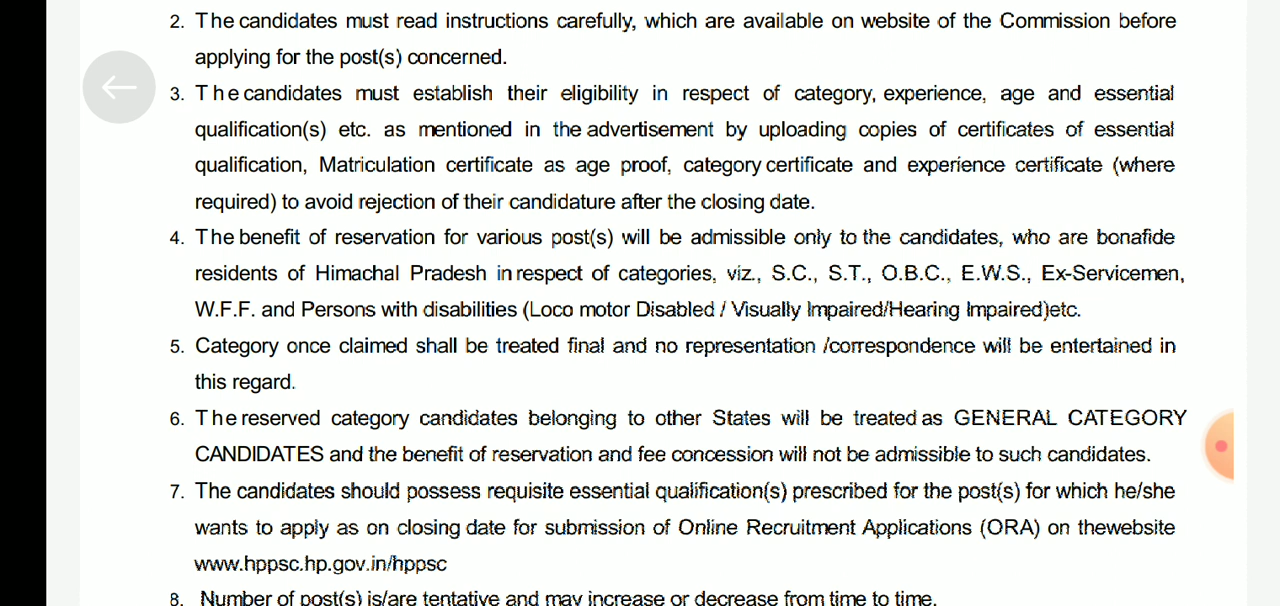 2. The candidates must read instructions carefully, which are available on website of the Commission before
applying for the post(s) concerned.
3. The candidates must establish their eligibility in respect of category, experience, age and essential
qualification(s) etc. as mentioned in the advertisement by uploading copies of certificates of essential
qualification, Matriculation certificate as age proof, category certificate and experience certificate (where
required) to avoid rejection of their candidature after the closing date.
4. The benefit of reservation for various post(s) will be admissible only to the candidates, who are bonafide
residents of Himachal Pradesh in respect of categories, viz., S.C., S.T., O.B.C., E.W.S., Ex-Servicemen,
W.F.F. and Persons with disabilities (Loco motor Disabled / Visually Impaired/Hearing Impaired)etc.
5. Category once claimed shall be treated final and no representation /correspondence will be entertained in
this regard.
6. The reserved category candidates belonging to other States will be treated as GENERAL CATEGORY
CANDIDATES and the benefit of reservation and fee concession will not be admissible to such candidates.
7. The candidates should possess requisite essential qualification(s) prescribed for the post(s) for which he/she
wants to apply as on closing date for submission of Online Recruitment Applications (ORA) on thewebsite
www.hppsc.hp.gov.in/hppsc
8. Number of post(s) is/are tentative and may increase or decrease from time to time.